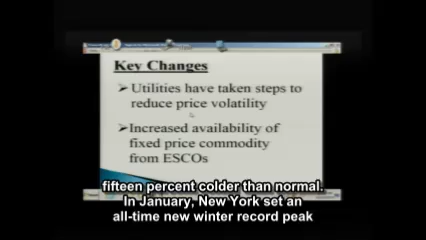 Key Changes
➢Utilities have taken steps to
reduce price volatility
➢Increased availability of
fixed price commodity
from ESCOs
fifteen percent colder than normal.
In January, New York set an
all-time new winter record peak